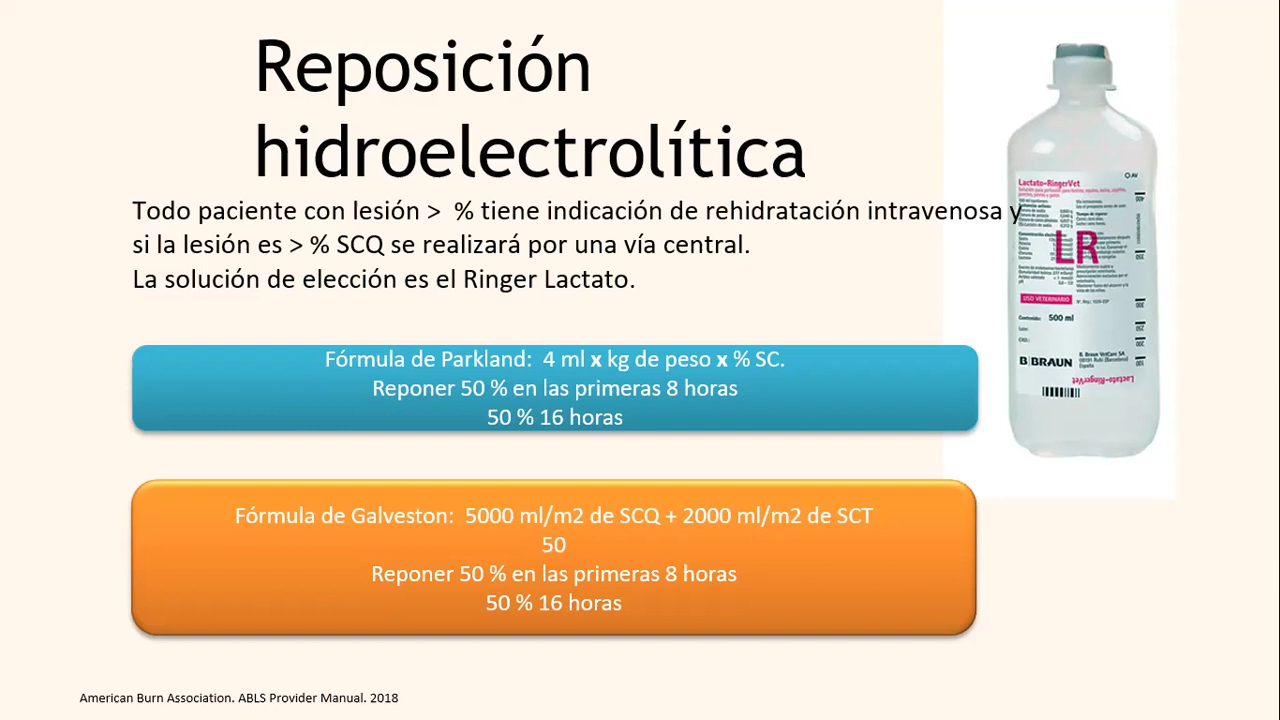 Reposición
hidroelectrolítica
Todo paciente con lesión > % tiene indicación de rehidratación intravenosa y
si la lesión es > % SCQ se realizará por una vía central.
La solución de elección es el Ringer Lactato.
Lactato-RingerVet
LR
USO VETERINARIO
500 ml
B BRAUN
B. Braun VetCare SA
Fórmula de Parkland: 4 ml x kg de peso x % SC.
Reponer 50 % en las primeras 8 horas
50 % 16 horas
Fórmula de Galveston: 5000 ml/m2 de SCQ + 2000 ml/m2 de SCT
50
Reponer 50 % en las primeras 8 horas
50 % 16 horas
American Burn Association. ABLS Provider Manual. 2018